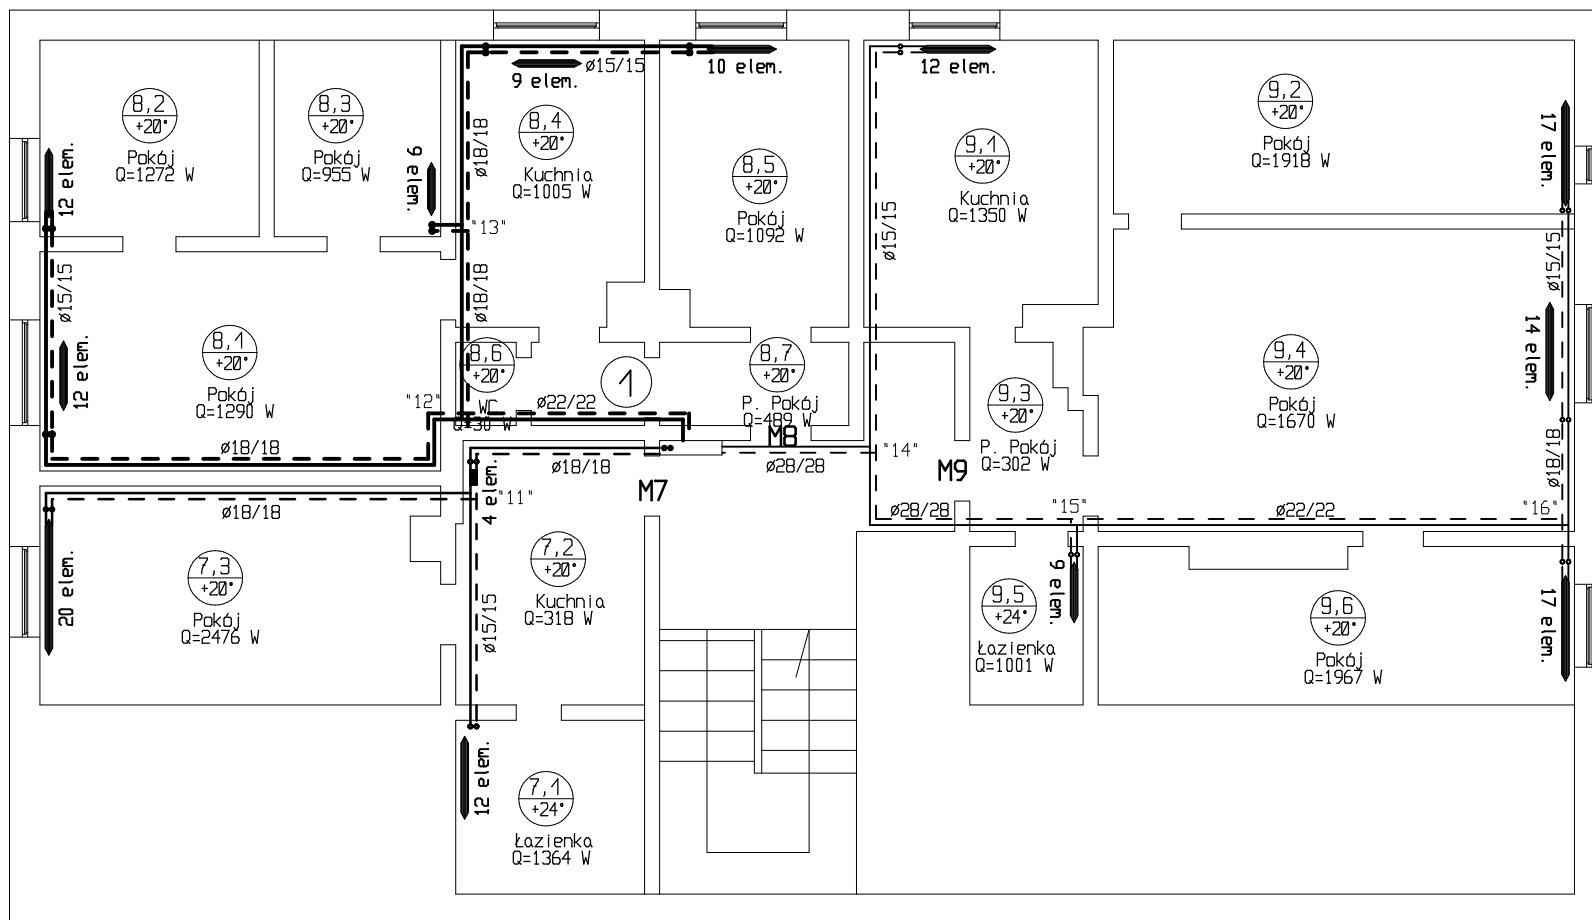 8,2
+20°
Pokój
Q=1272 W
12 elem.
8,3
+20°
Pokój
Q=955 W
9 elem.
"13"
ø18/18
ø18/18
9 elem.
ø15/15
8,4
+20°
Kuchnia
Q=1005 W
10 elem.
8,5
+20°
Pokój
Q=1092 W
12 elem.
9,1
+20°
Kuchnia
Q=1350 W
ø15/15
9,2
+20°
Pokój
Q=1918 W
17 elem.
ø15/15
ø15/15
12 elem.
8,1
+20°
Pokój
Q=1290 W
"12"
ø18/18
8,6
+20°
WC
Q=30 W
ø22/22
1
8,7
+20°
P. Pokój
Q=489 W
M8
ø28/28
"14"
9,3
+20°
P. Pokój
Q=302 W
M9
9,4
+20°
Pokój
Q=1670 W
14 elem.
ø18/18
ø18/18
4 elem.
"11"
M7
ø28/28
"15"
ø22/22
"16"
ø18/18
20 elem.
7,3
+20°
Pokój
Q=2476 W
7,2
+20°
Kuchnia
Q=318 W
ø15/15
9 elem.
9,5
+24°
Łazienka
Q=1001 W
9,6
+20°
Pokój
Q=1967 W
17 elem.
12 elem.
7,1
+24°
Łazienka
Q=1364 W